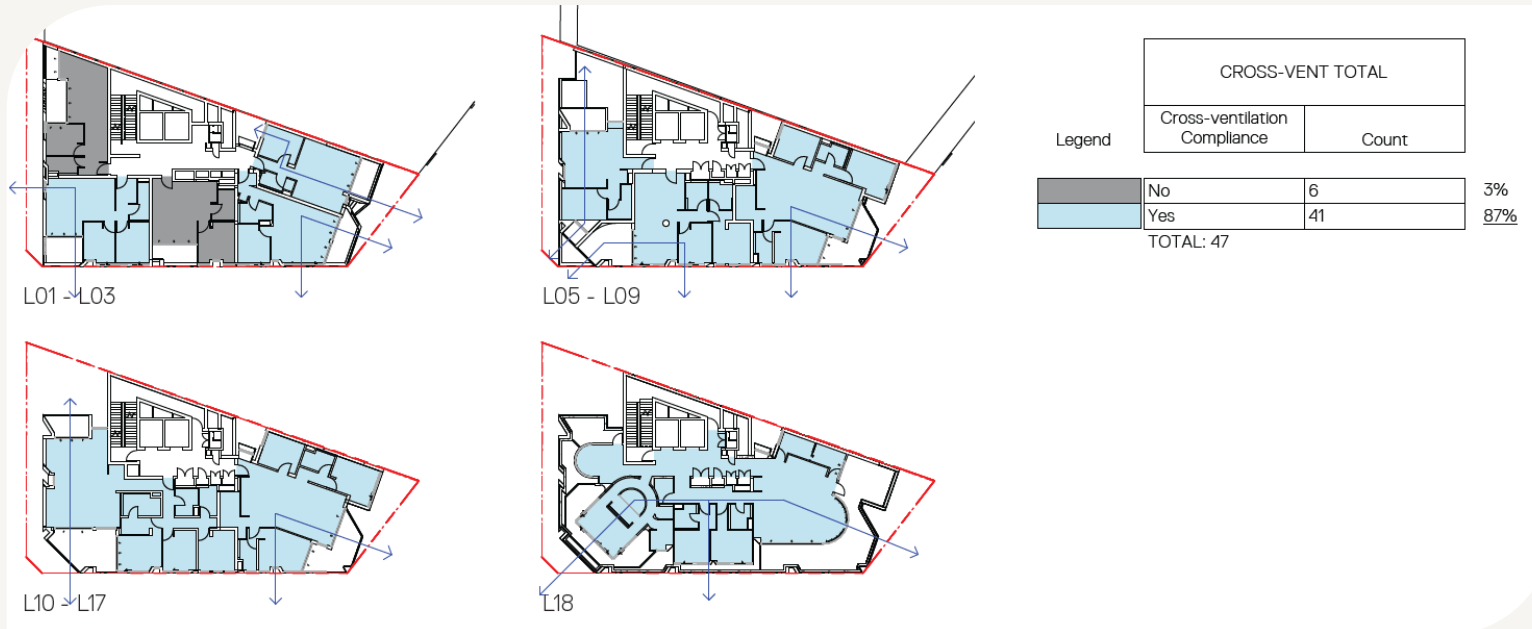 L01 - L03
L05 - L09
L10 - L17
L18
Legend
CROSS-VENT TOTAL
Cross-ventilation
Compliance
Count
No 6 3%
Yes 41 87%
TOTAL: 47